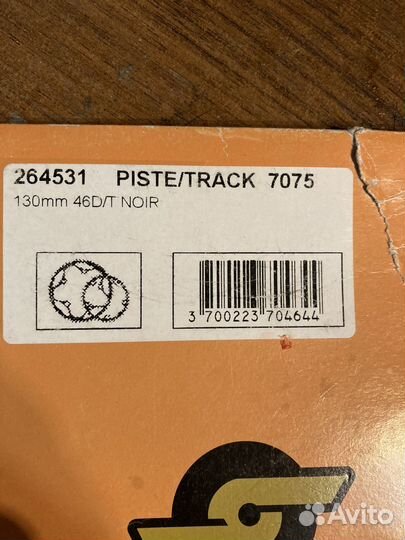 264531 PISTE/TRACK 7075
130mm 46D/T NOIR
3 700223 704644
Avito